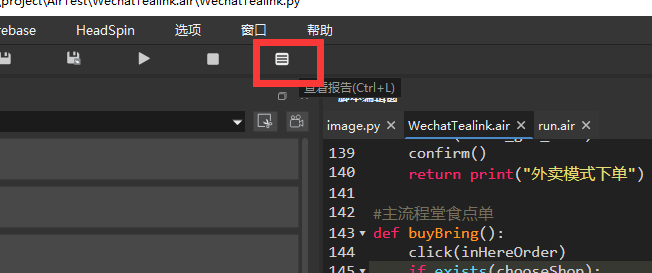 \project\AirTest\WechatTealink.air\WechatTealink.py
rebase HeadSpin 选项 窗口 帮助
查看报告(Ctrl+L)
image.py WechatTealink.air run.air
139 confirm()
140 return print("外卖模式下单")
141
142 #主流程堂食点单
143 def buyBring():
144 click(inHereOrder)
145 if exists(chooseShop):